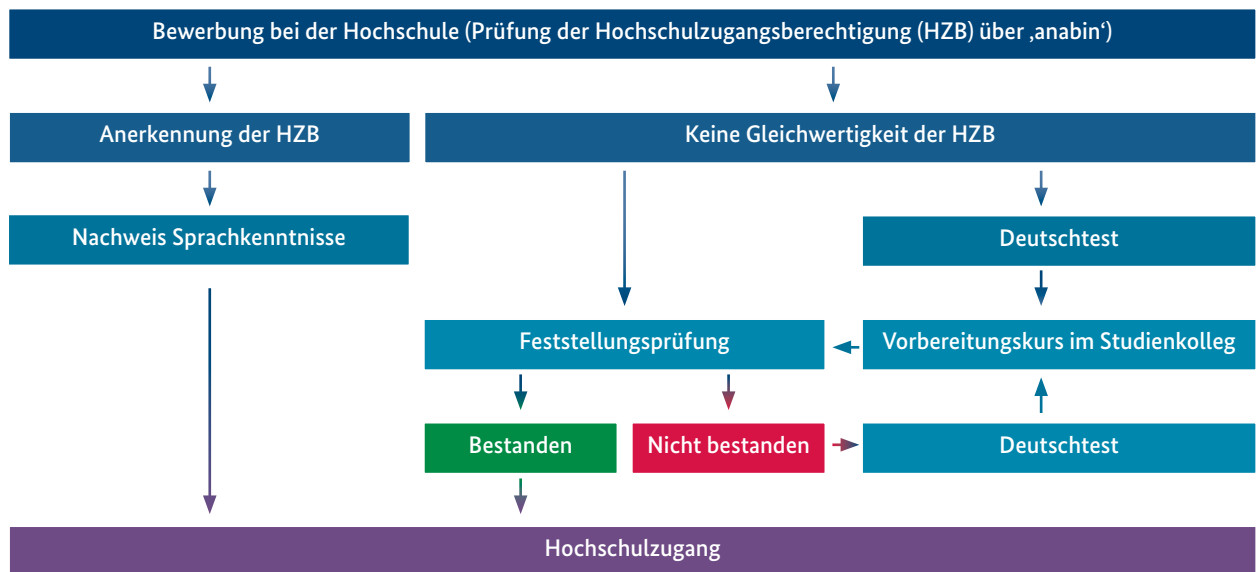 Bewerbung bei der Hochschule (Prüfung der Hochschulzugangsberechtigung (HZB) über ‚anabin‘)
Anerkennung der HZB
Keine Gleichwertigkeit der HZB
Nachweis Sprachkenntnisse
Deutschtest
Feststellungsprüfung
Vorbereitungskurs im Studienkolleg
Bestanden
Nicht bestanden
Deutschtest
Hochschulzugang